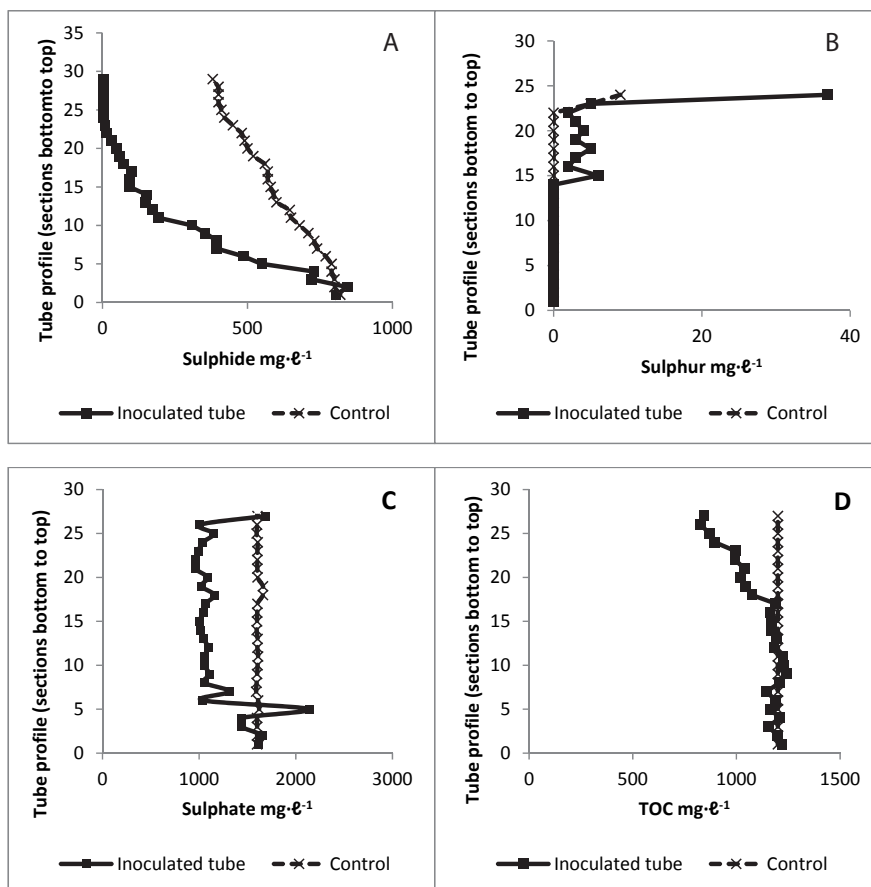 A
Tube profile (sections bottomto top)
35
30
25
20
15
10
5
0
0 500 1000
Sulphide mg·ℓ-1
Inoculated tube Control
B
Tube profile (sections bottom to top)
30
25
20
15
10
5
0
0 20 40
Sulphur mg·ℓ-1
Inoculated tube Control
C
Tube profile (sections bottom to top)
30
25
20
15
10
5
0
0 1000 2000 3000
Sulphate mg·ℓ-1
Inoculated tube Control
D
Tube profile (sections bottom to top)
30
25
20
15
10
5
0
0 500 1000 1500
TOC mg·ℓ-1
Inoculated tube Control